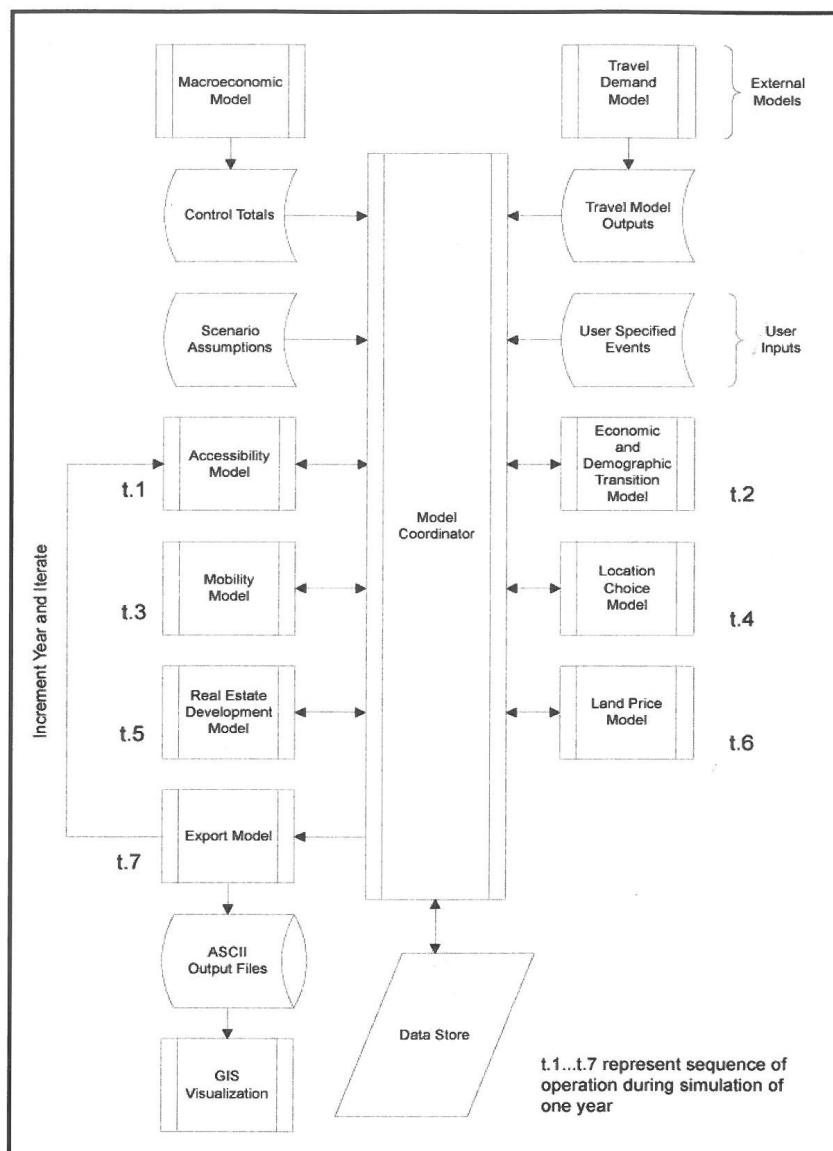 Macroeconomic
Model
Travel
Demand
Model
External
Models
Control Totals
Travel Model
Outputs
Scenario
Assumptions
User Specified
Events
User
Inputs
Accessibility
Model
t.1
Economic
and
Demographic
Transition Model
t.2
Model
Coordinator
Mobility
Model
t.3
Location
Choice
Model
t.4
Increment Year and Iterate
Real Estate
Development
Model
t.5
Land Price
Model
t.6
Export Model
t.7
ASCII
Output Files
Data Store
GIS
Visualization
t.1...t.7 represent sequence of
operation during simulation of
one year